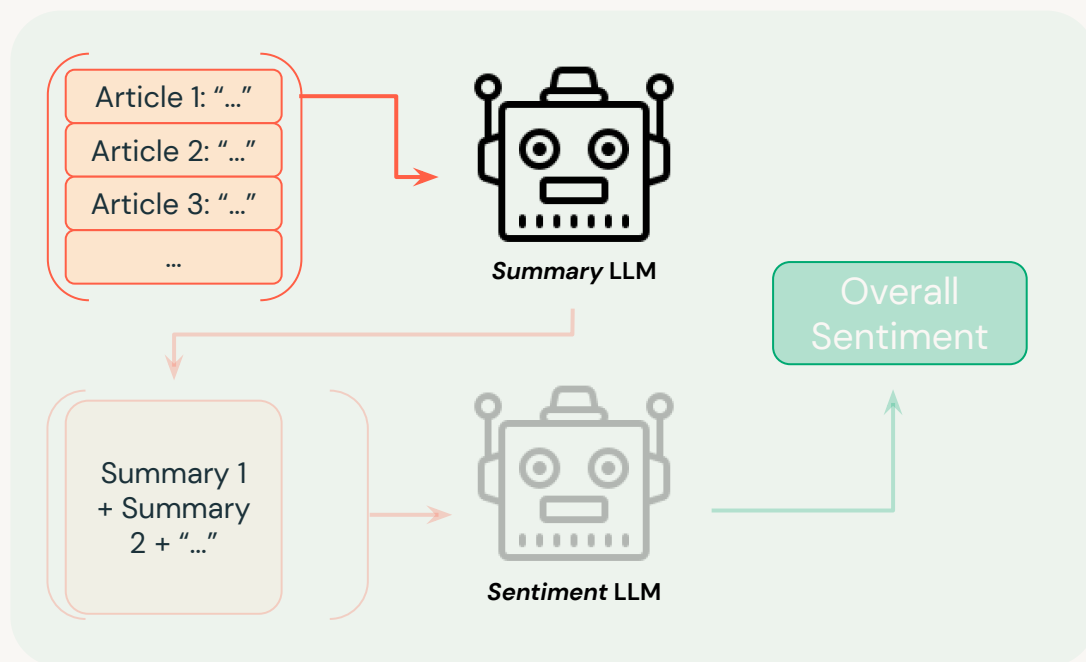 Article 1: “...”
Article 2: “...”
Article 3: “...”
...
Summary LLM
Overall
Sentiment
Summary 1
+ Summary
2 + “...”
Sentiment LLM